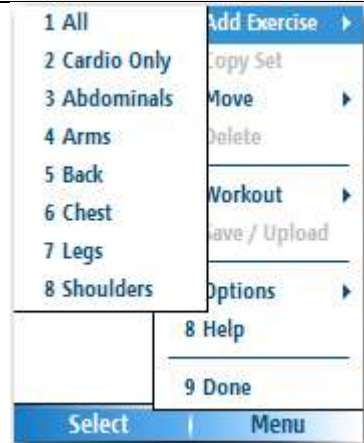 1 All
2 Cardio Only
3 Abdominals
4 Arms
5 Back
6 Chest
7 Legs
8 Shoulders
Add Exercise
Copy Set
Move
Delete
Workout
Save / Upload
Options
8 Help
9 Done
Select
Menu